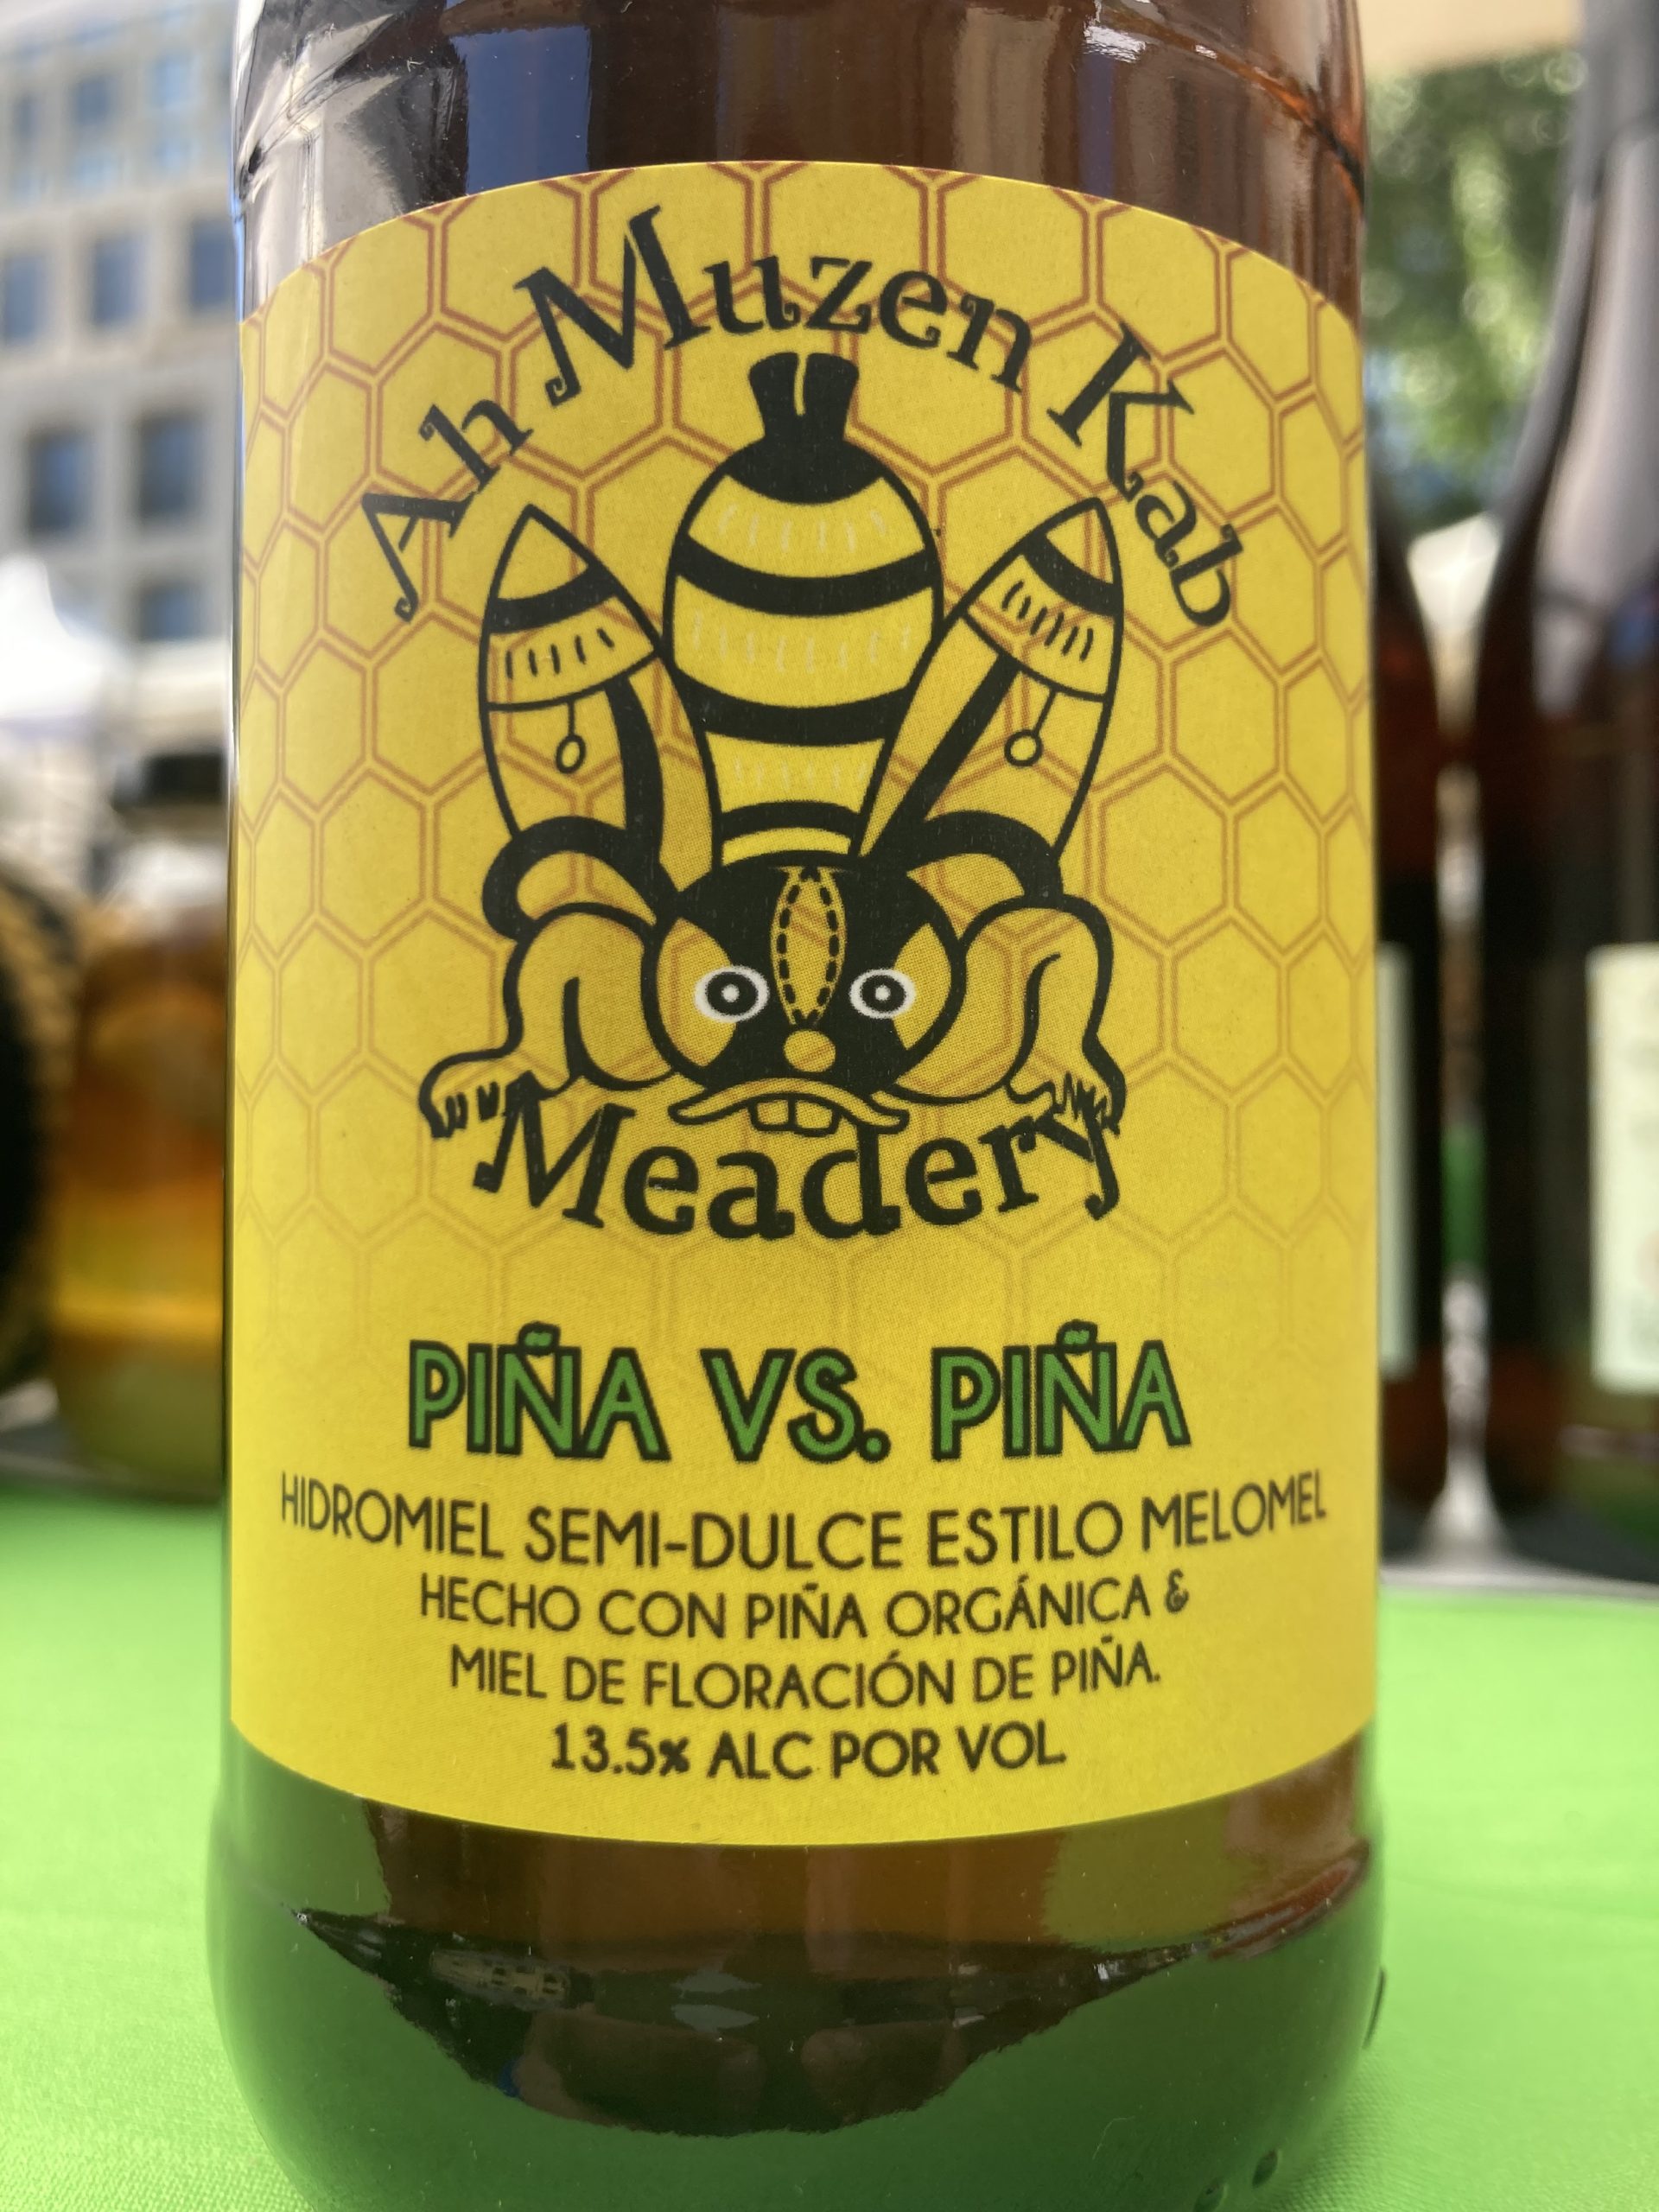 Ah Muzen Kab
Meadery
PIÑA VS. PIÑA
HIDROMIEL SEMI-DULCE ESTILO MELOMEL
HECHO CON PIÑA ORGÁNICA &
MIEL DE FLORACIÓN DE PIÑA.
13.5% ALC POR VOL.